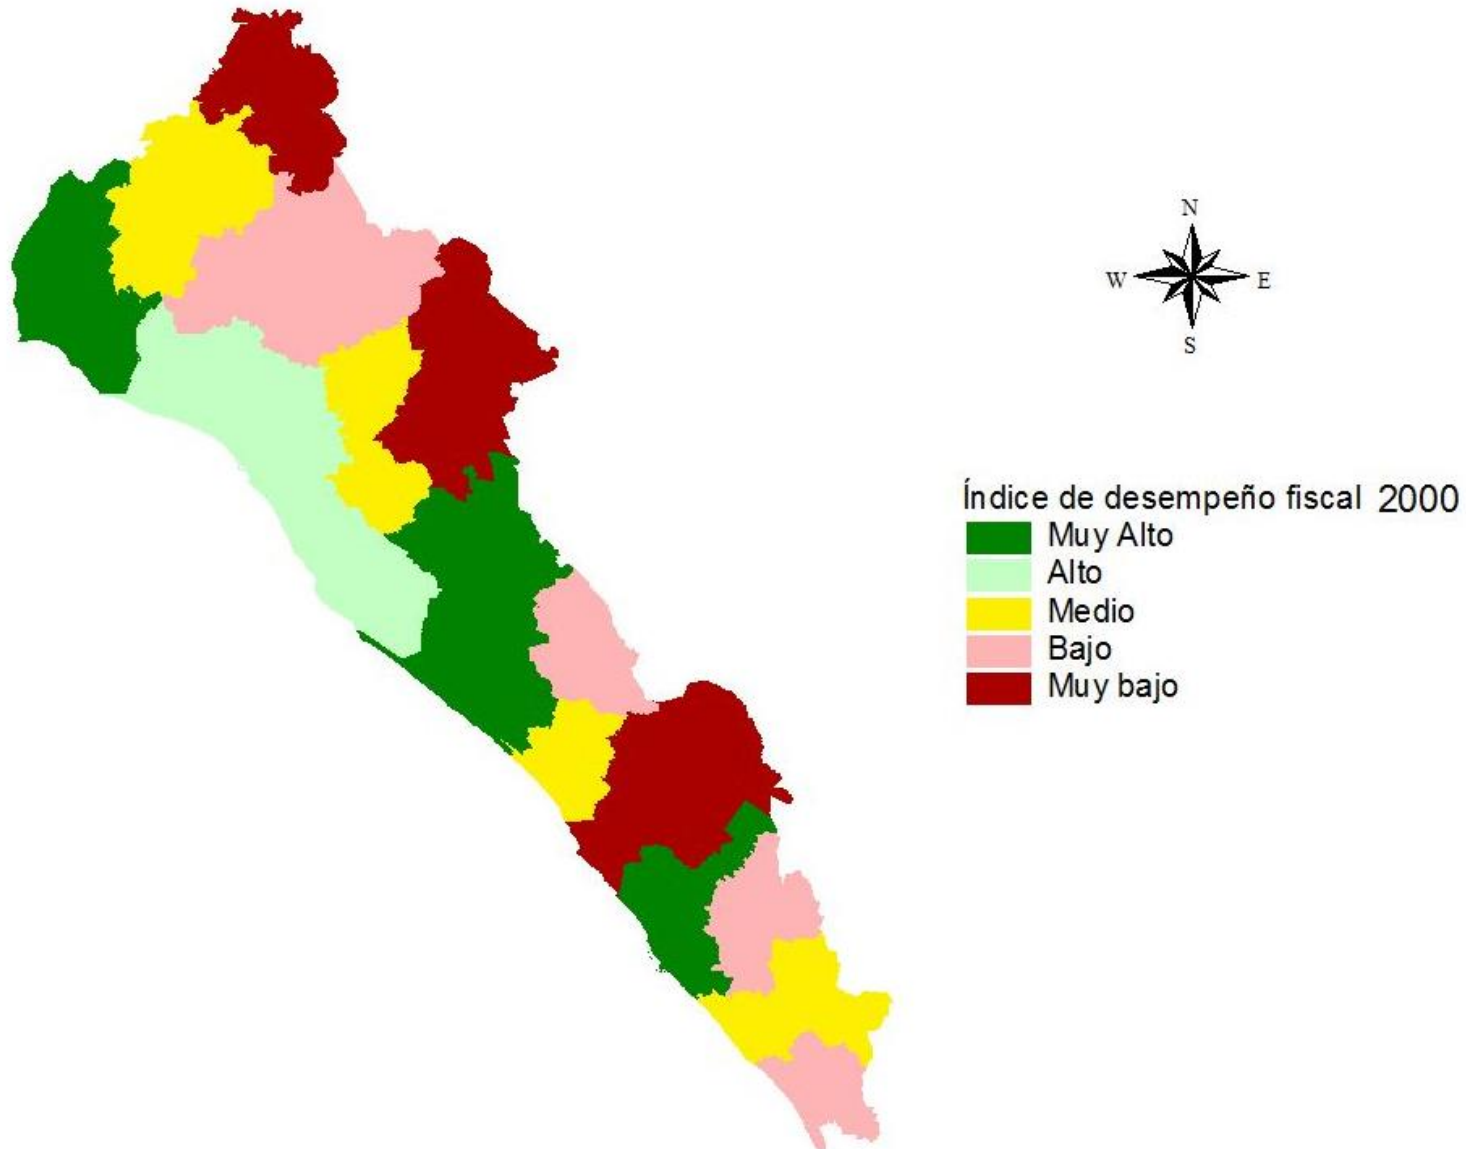 N
W E
S
Índice de desempeño fiscal 2000
Muy Alto
Alto
Medio
Bajo
Muy bajo